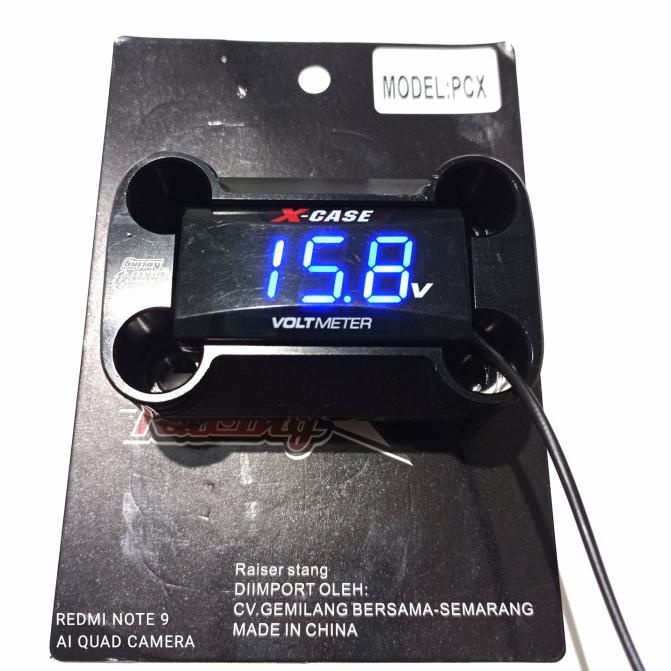 MODEL:PCX
X-CASE
15.8V
VOLTMETER
Racing
Raiser stang
DIIMPORT OLEH:
CV.GEMILANG BERSAMA-SEMARANG
MADE IN CHINA
REDMI NOTE 9
AI QUAD CAMERA